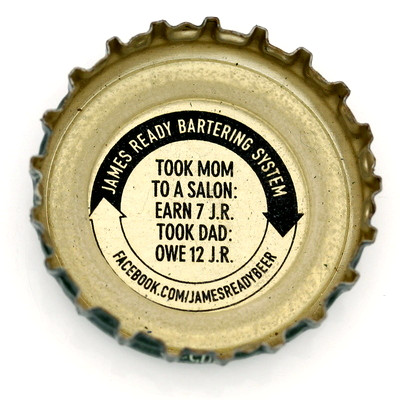 JAMES READY BARTERING SYSTEM
TOOK MOM
TO A SALON:
EARN 7 J.R.
TOOK DAD:
OWE 12 J.R.
FACEBOOK.COM/JAMESREADYBEER